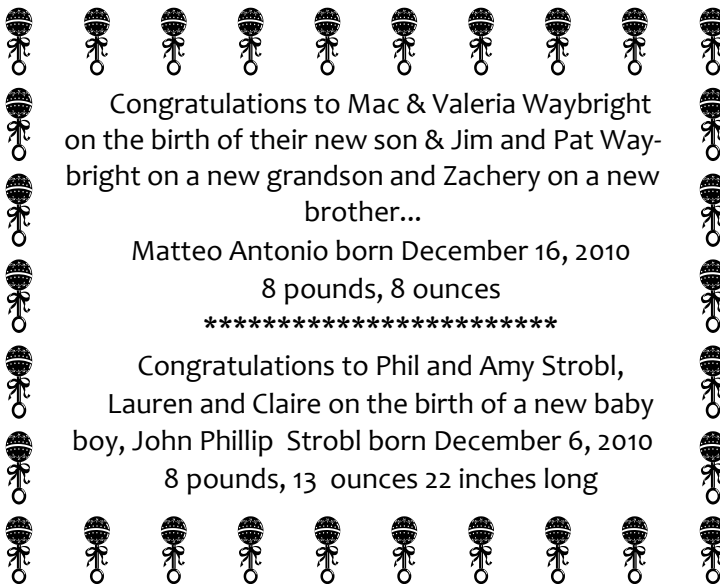 Congratulations to Mac & Valeria Waybright
on the birth of their new son & Jim and Pat Way-
bright on a new grandson and Zachery on a new
brother...
Matteo Antonio born December 16, 2010
8 pounds, 8 ounces
************************
Congratulations to Phil and Amy Strobl,
Lauren and Claire on the birth of a new baby
boy, John Phillip  Strobl born December 6, 2010
8 pounds, 13  ounces 22 inches long